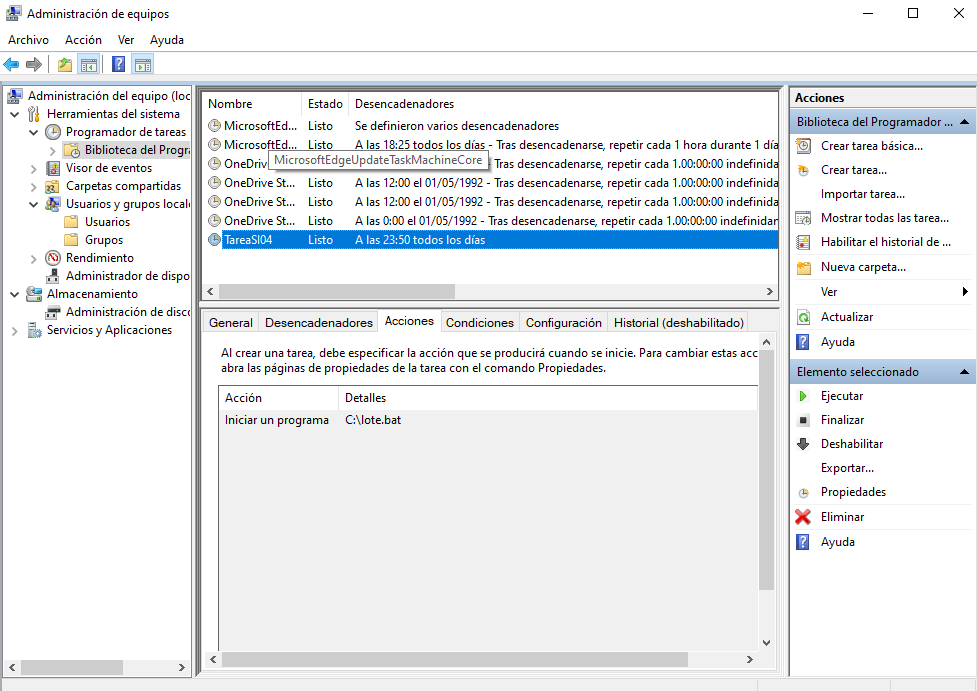 Administración de equipos
Archivo Acción Ver Ayuda
Administración del equipo (loc
Herramientas del sistema
Programador de tareas
Biblioteca del Progra
Visor de eventos
Carpetas compartidas
Usuarios y grupos locale
Usuarios
Grupos
Rendimiento
Administrador de dispo
Almacenamiento
Administración de disco
Servicios y Aplicaciones
Nombre Estado Desencadenadores
MicrosoftEd... Listo Se definieron varios desencadenadores
MicrosoftEd... Listo A las 18:25 todos los días - Tras desencadenarse, repetir cada 1 hora durante 1 día
MicrosoftEdgeUpdateTaskMachineCore
OneDriv - Tras desencadenarse, repetir cada 1.00:00:00 indefinida
OneDrive St... Listo A las 12:00 el 01/05/1992 - Tras desencadenarse, repetir cada 1.00:00:00 indefinida
OneDrive St... Listo A las 12:00 el 01/05/1992 - Tras desencadenarse, repetir cada 1.00:00:00 indefinida
OneDrive St... Listo A las 0:00 el 01/05/1992 - Tras desencadenarse, repetir cada 1.00:00:00 indefinidan
TareaSI04 Listo A las 23:50 todos los días
General Desencadenadores Acciones Condiciones Configuración Historial (deshabilitado)
Al crear una tarea, debe especificar la acción que se producirá cuando se inicie. Para cambiar estas acc
abra las páginas de propiedades de la tarea con el comando Propiedades.
Acción Detalles
Iniciar un programa C:\lote.bat
Acciones
Biblioteca del Programador ...
Crear tarea básica...
Crear tarea...
Importar tarea...
Mostrar todas las tarea...
Habilitar el historial de ...
Nueva carpeta...
Ver
Actualizar
Ayuda
Elemento seleccionado
Ejecutar
Finalizar
Deshabilitar
Exportar...
Propiedades
Eliminar
Ayuda